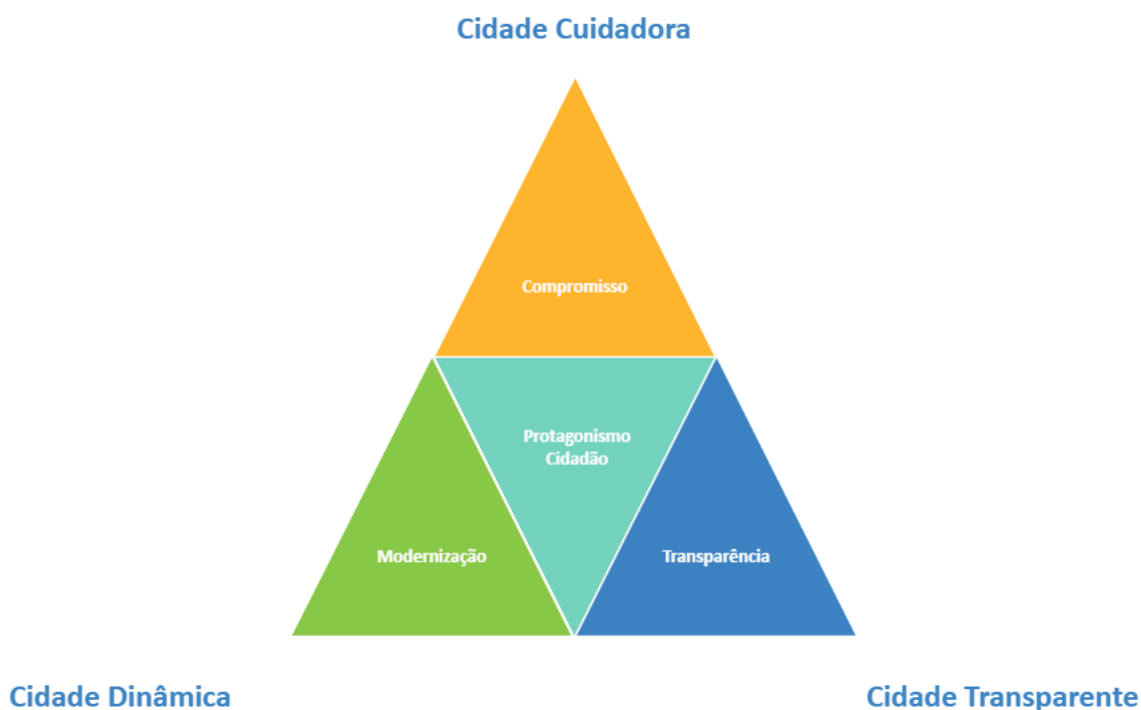 Cidade Cuidadora
Compromisso
Protagonismo
Cidadão
Modernização
Transparência
Cidade Dinâmica
Cidade Transparente